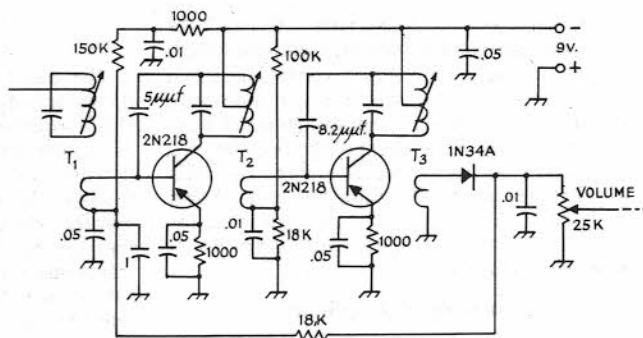 1000
150K
.01
100K
.05
−
9V.
+
5μμf
8.2μμf.
2N218
T1
T2
2N218
T3
1N34A
.01
VOLUME
25K
.05
1
.05
1000
.01
18K
.05
1000
18K